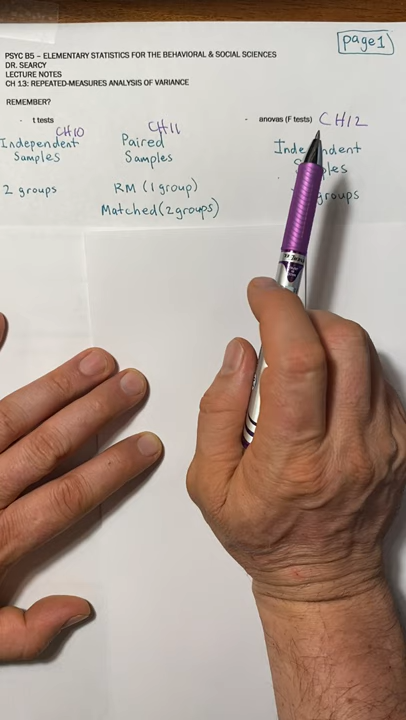 page1
PSYC B5 – ELEMENTARY STATISTICS FOR THE BEHAVIORAL & SOCIAL SCIENCES
DR. SEARCY
LECTURE NOTES
CH 13: REPEATED-MEASURES ANALYSIS OF VARIANCE
REMEMBER?
- t tests
CH10
Independent
Samples
2 groups
CH11
Paired
Samples
RM (1 group)
Matched (2 groups)
- anovas (F tests) CH12
groups